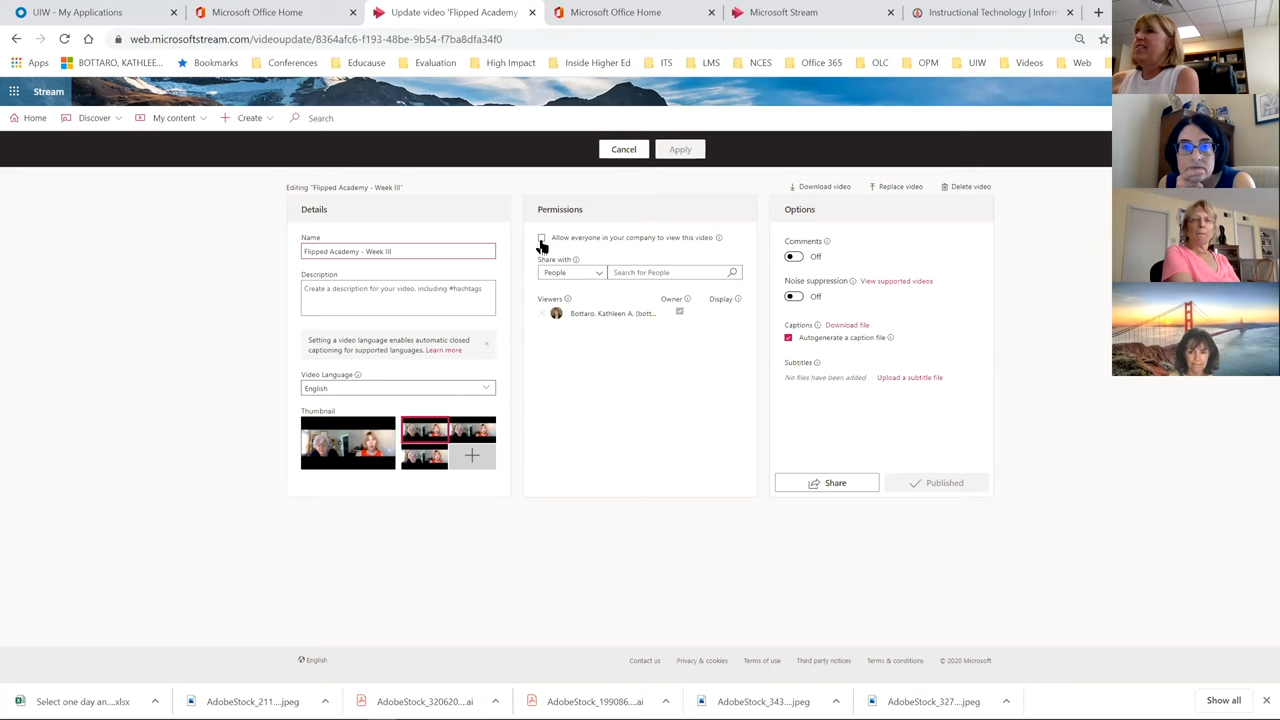 UIW - My Applications
Microsoft Office Home
Update video 'Flipped Academy
Microsoft Office Home
Microsoft Stream
Instructional Technology | Inform
web.microsoftstream.com/videoupdate/8364afc6-f193-48be-9b54-f7ba8dfa34f0
Apps
BOTTARO, KATHLEE...
Bookmarks
Conferences
Educause
Evaluation
High Impact
Inside Higher Ed
ITS
LMS
NCES
Office 365
OLC
OPM
UIW
Videos
Web
Stream
Home
Discover
My content
Create
Search
Cancel
Apply
Editing "Flipped Academy - Week III"
Download video
Replace video
Delete video
Details
Name
Flipped Academy - Week III
Description
Create a description for your video, including #hashtags
Setting a video language enables automatic closed
captioning for supported languages. Learn more
Video Language
English
Thumbnail
Permissions
Allow everyone in your company to view this video
Share with
People
Search for People
Viewers
Owner
Display
Bottaro, Kathleen A. (bott...
Options
Comments
Off
Noise suppression
View supported videos
Off
Captions
Download file
Autogenerate a caption file
Subtitles
No files have been added
Upload a subtitle file
Share
Published
English
Contact us
Privacy & cookies
Terms of use
Third party notices
Terms & conditions
© 2020 Microsoft
Select one day an....xlsx
AdobeStock_211....jpeg
AdobeStock_320620....ai
AdobeStock_199086....ai
AdobeStock_343....jpeg
AdobeStock_327....jpeg
Show all